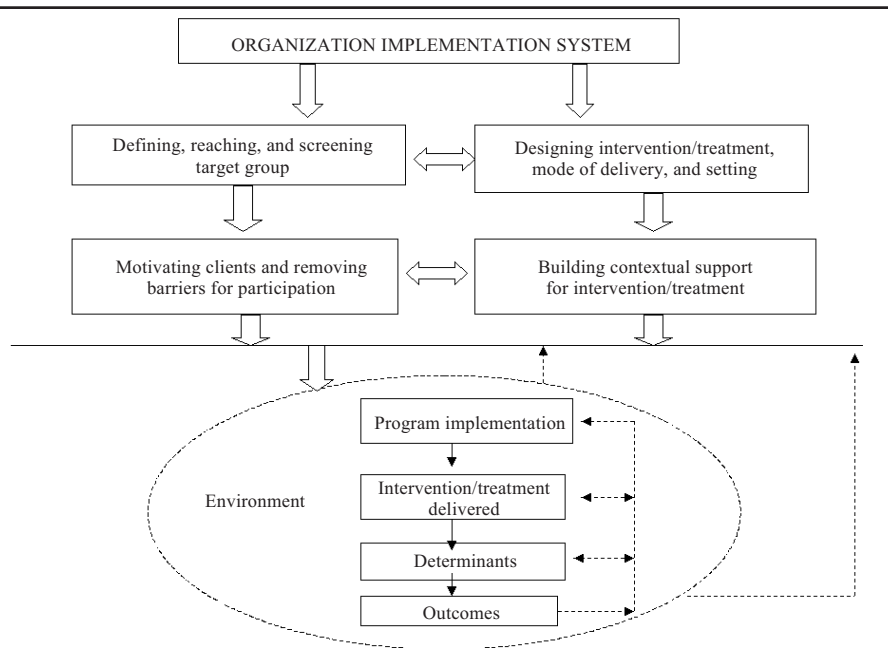 ORGANIZATION IMPLEMENTATION SYSTEM
Defining, reaching, and screening
target group
Designing intervention/treatment,
mode of delivery, and setting
Motivating clients and removing
barriers for participation
Building contextual support
for intervention/treatment
Program implementation
Environment
Intervention/treatment
delivered
Determinants
Outcomes